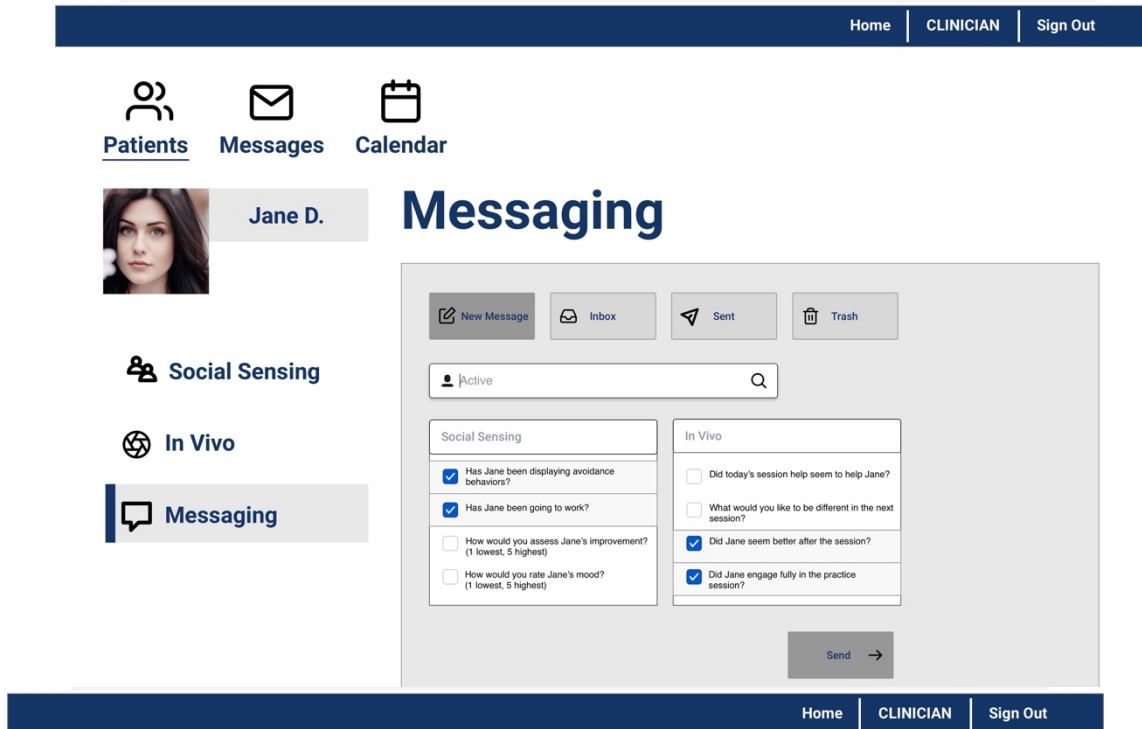 Home CLINICIAN Sign Out
Patients Messages Calendar
Jane D.
Messaging
New Message Inbox Sent Trash
Social Sensing
Active
In Vivo
Social Sensing
In Vivo
Has Jane been displaying avoidance
behaviors?
Did today's session help seem to help Jane?
Has Jane been going to work?
What would you like to be different in the next
session?
Messaging
How would you assess Jane's improvement?
(1 lowest, 5 highest)
Did Jane seem better after the session?
How would you rate Jane's mood?
(1 lowest, 5 highest)
Did Jane engage fully in the practice
session?
Send
Home CLINICIAN Sign Out